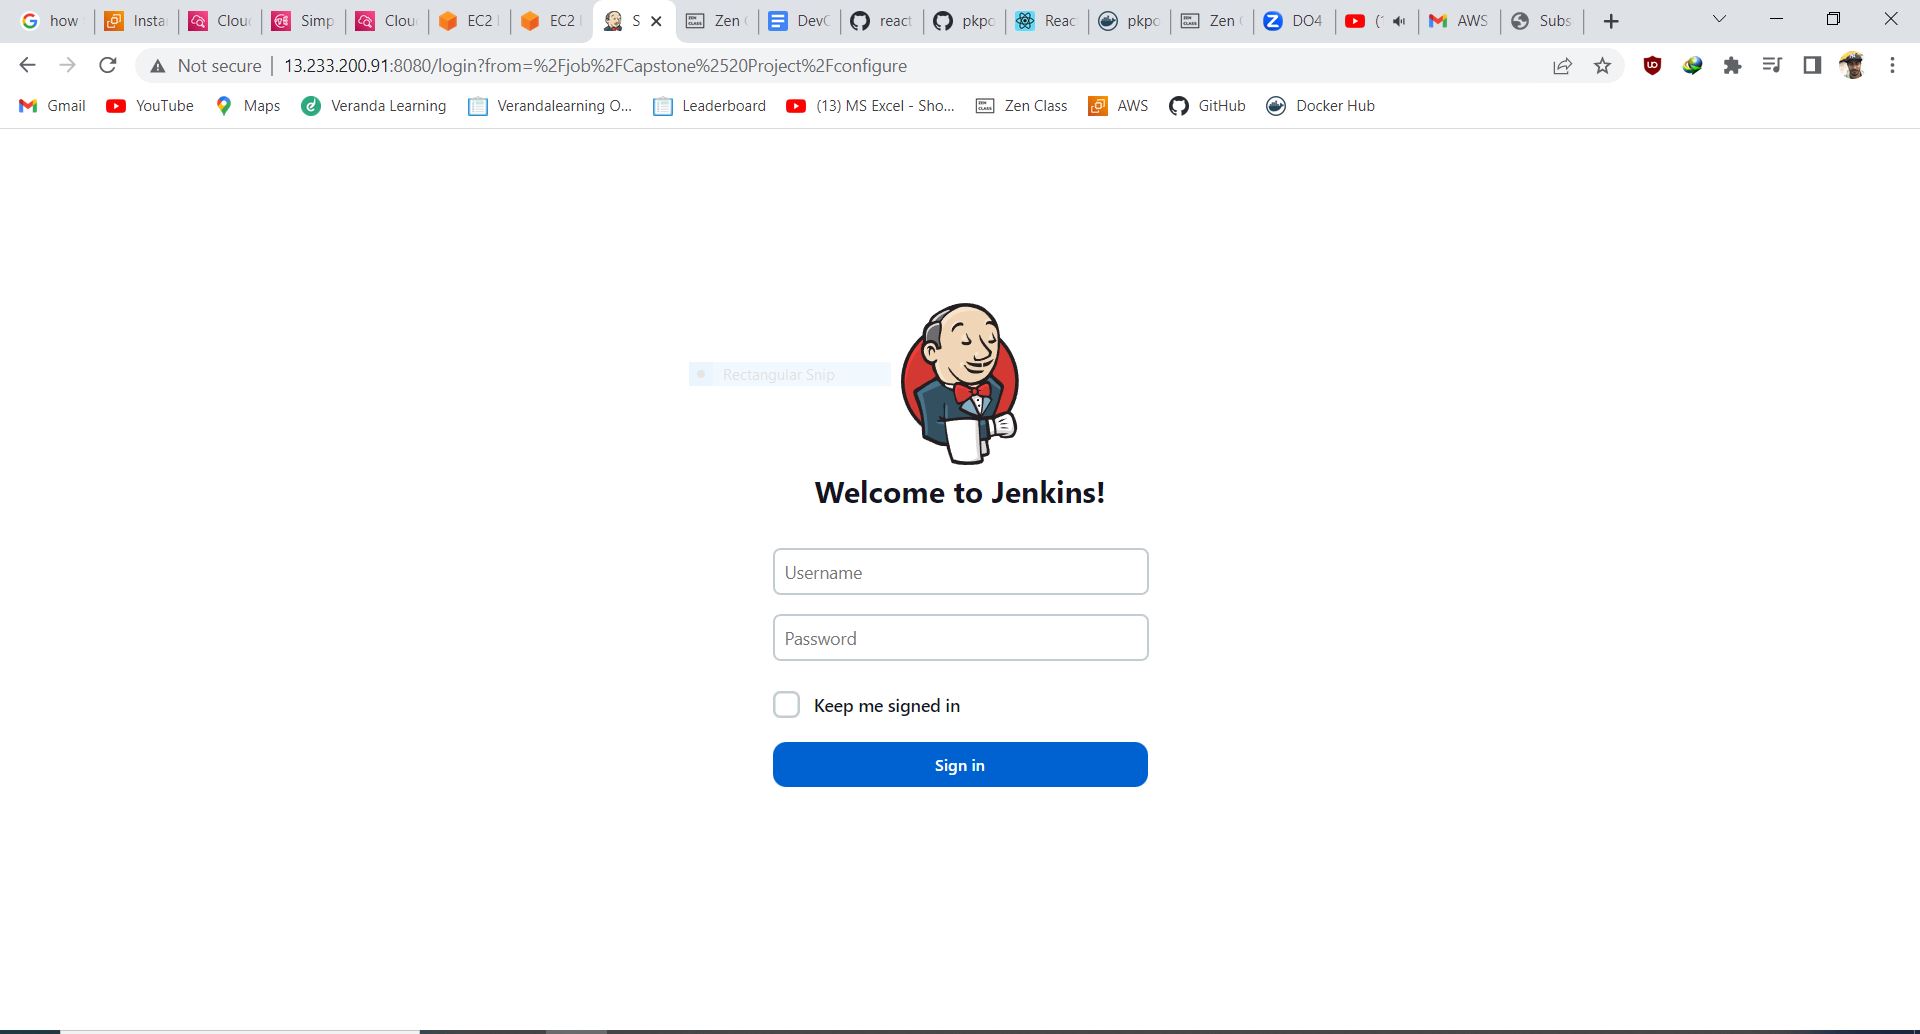 how
Insta
Clou
Simp
Clou
EC2
EC2
S
Zen
DevO
react
pkpo
Reac
pkpo
Zen
DO4
(
AWS
Subs
Not secure
13.233.200.91:8080/login?from=%2Fjob%2FCapstone%2520Project%2Fconfigure
Gmail
YouTube
Maps
Veranda Learning
Verandalearning O...
Leaderboard
(13) MS Excel - Sho...
Zen Class
AWS
GitHub
Docker Hub
Rectangular Snip
Welcome to Jenkins!
Username
Password
Keep me signed in
Sign in